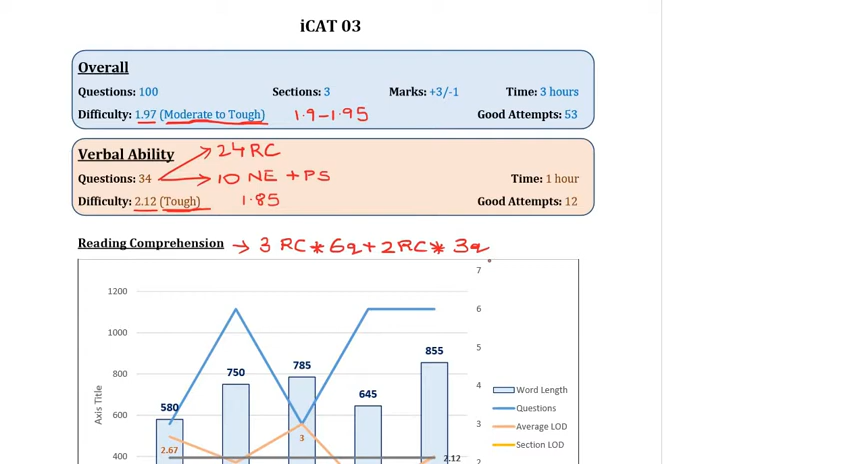 iCAT 03
Overall
Questions: 100 Sections: 3 Marks: +3/-1 Time: 3 hours
Difficulty: 1.97 (Moderate to Tough) 1.9-1.95 Good Attempts: 53
Verbal Ability 24 RC
Questions: 34 10 NE + PS Time: 1 hour
Difficulty: 2.12 (Tough) 1.85 Good Attempts: 12
Reading Comprehension → 3 RC * 6q + 2 RC * 3q
7
1200
6
1000
5
855
785
750
800
4
645
Word Length
580
600
Questions
3
3
Average LOD
2.67
Section LOD
400
2.12
2
Axis Title